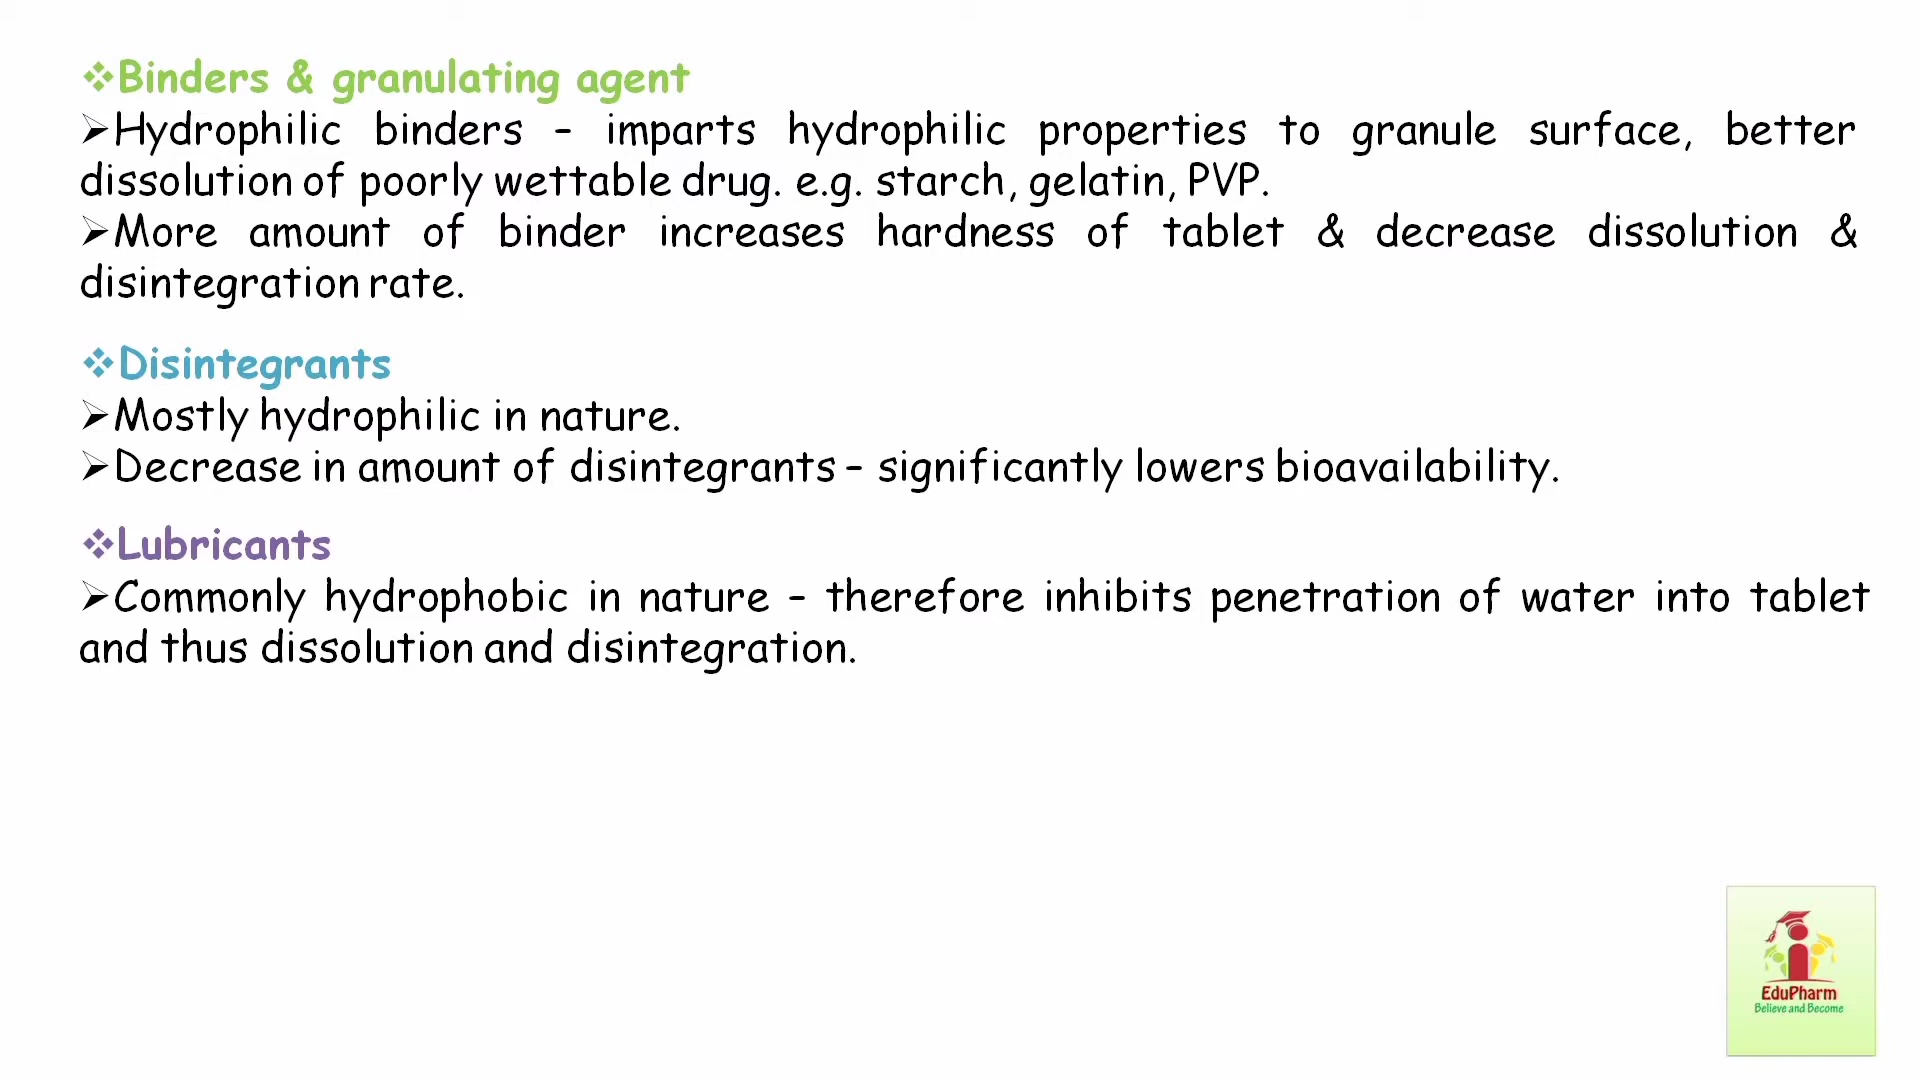 ❖Binders & granulating agent
➢Hydrophilic binders – imparts hydrophilic properties to granule surface, better
dissolution of poorly wettable drug. e.g. starch, gelatin, PVP.
➢More amount of binder increases hardness of tablet & decrease dissolution &
disintegration rate.
❖Disintegrants
➢Mostly hydrophilic in nature.
➢Decrease in amount of disintegrants – significantly lowers bioavailability.
❖Lubricants
➢Commonly hydrophobic in nature – therefore inhibits penetration of water into tablet
and thus dissolution and disintegration.
EduPharm
Believe and Become